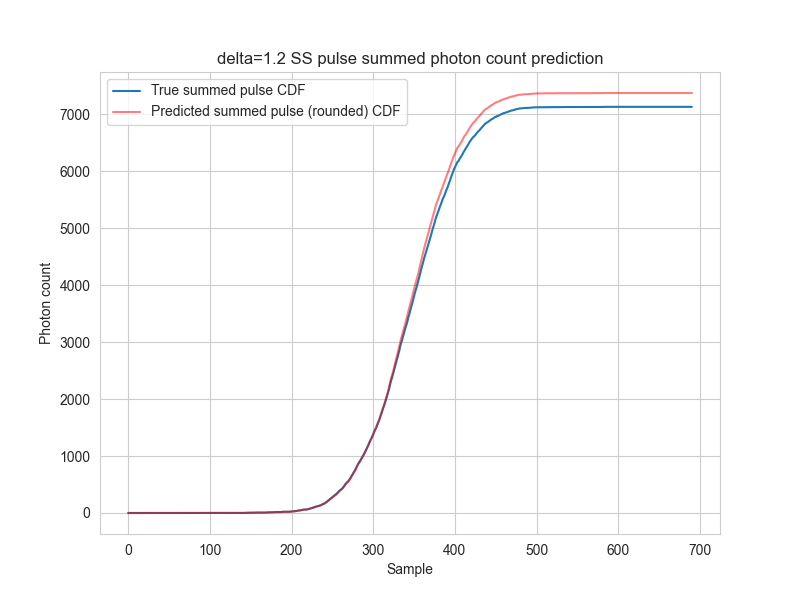 delta=1.2 SS pulse summed photon count prediction
True summed pulse CDF
Predicted summed pulse (rounded) CDF
7000
6000
5000
4000
3000
2000
1000
0
Photon count
0 100 200 300 400 500 600 700
Sample